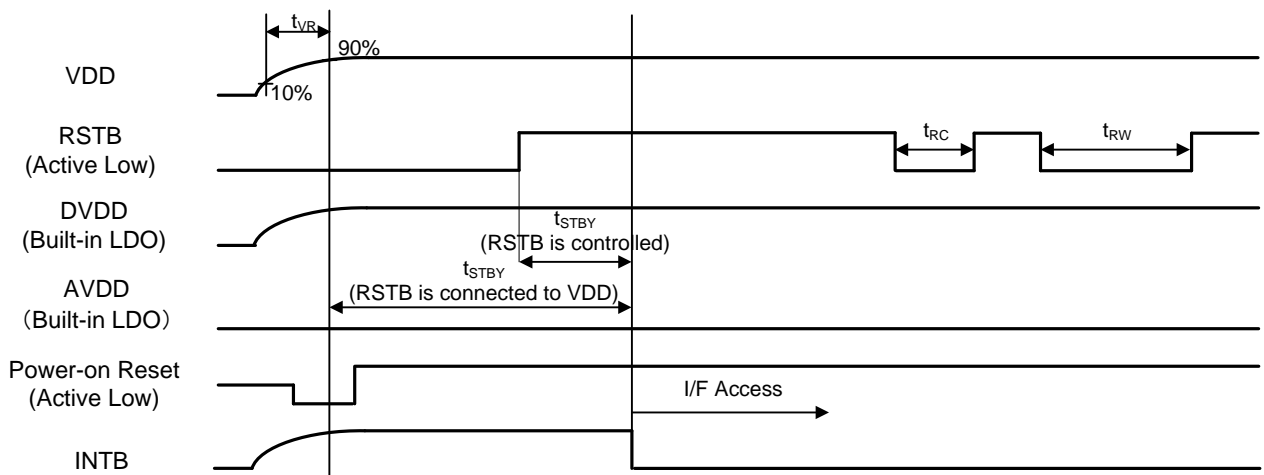 tVR
90%
VDD
10%
RSTB
(Active Low)
tRC
tRW
DVDD
(Built-in LDO)
tSTBY
(RSTB is controlled)
tSTBY
(RSTB is connected to VDD)
AVDD
（Built-in LDO）
Power-on Reset
(Active Low)
I/F Access
INTB